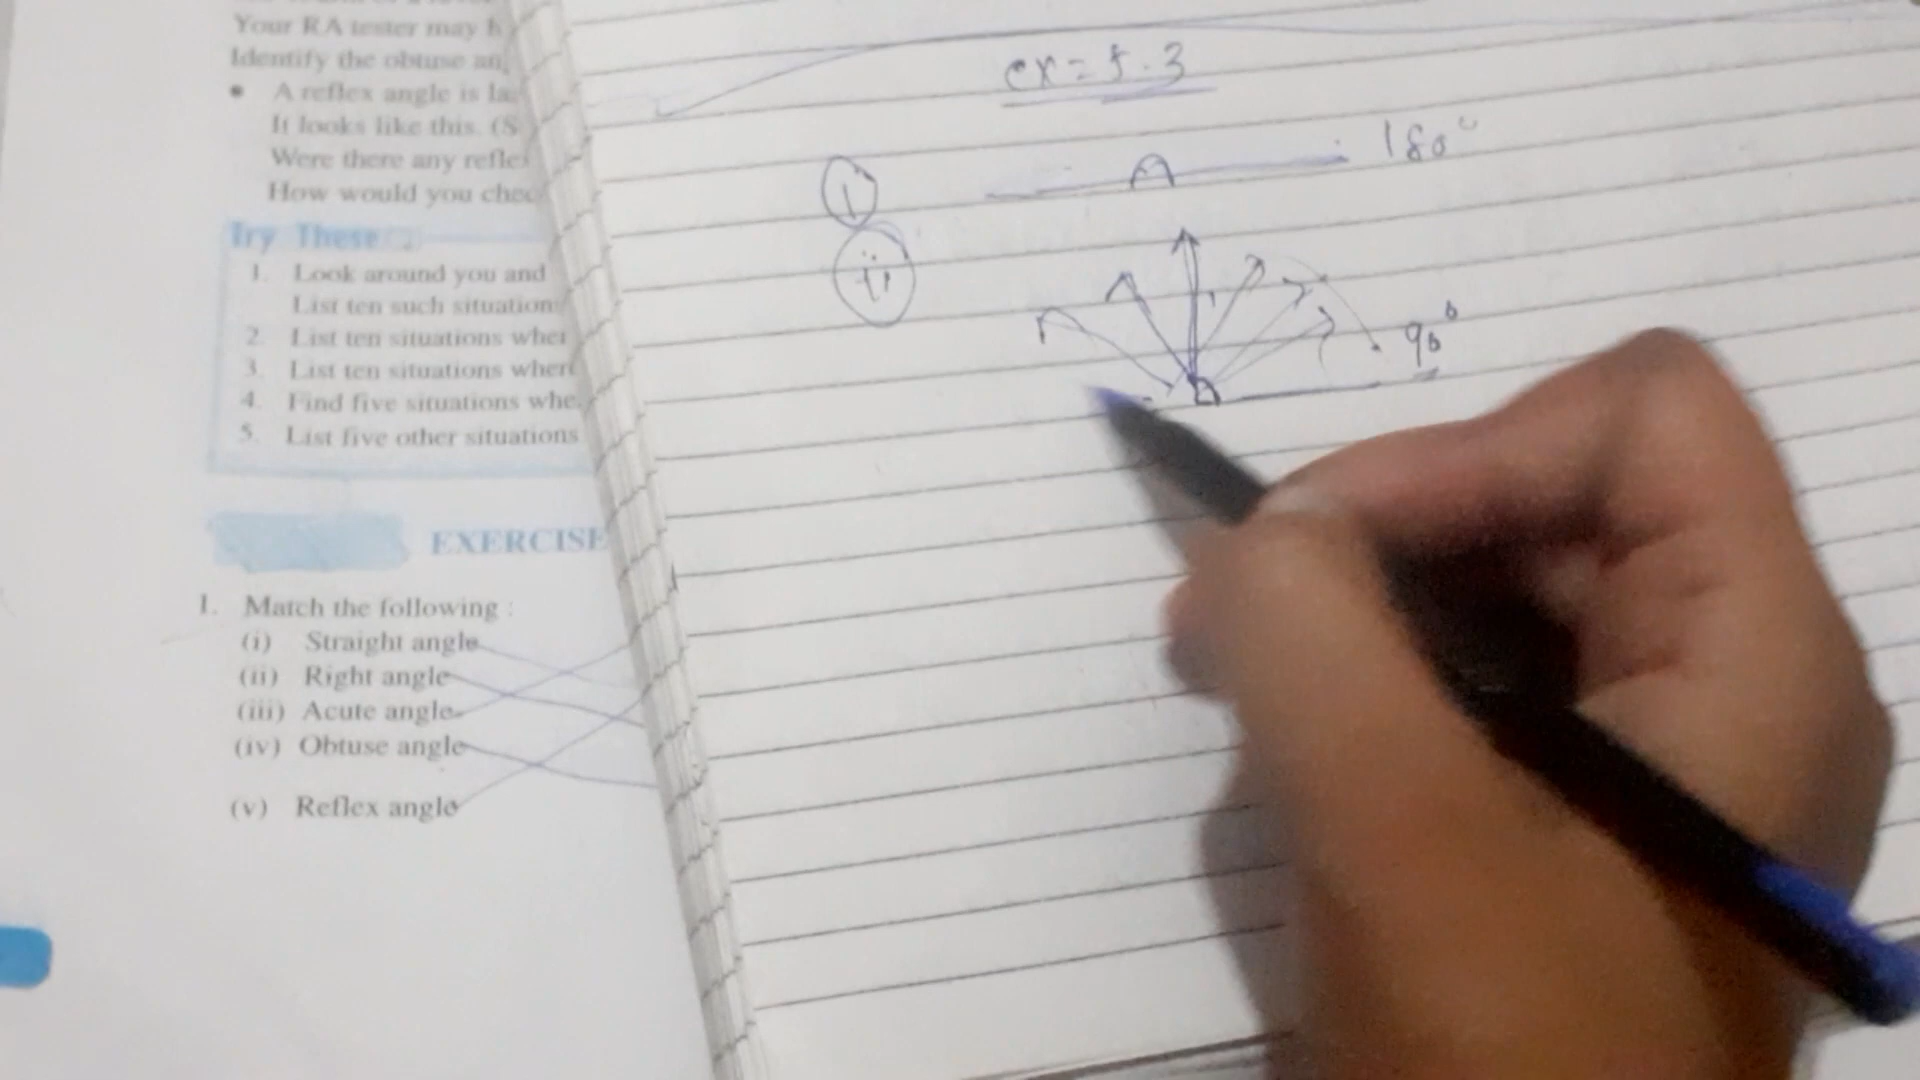 Your RA tester may h
Identify the obtuse an
• A reflex angle is la
It looks like this. (S
Were there any refle
How would you chec
Try These
1. Look around you and
List ten such situation
2. List ten situations wher
3. List ten situations where
4. Find five situations whe
5. List five other situations
EXERCISE
1. Match the following :
(i) Straight angle
(ii) Right angle
(iii) Acute angle
(iv) Obtuse angle
(v) Reflex angle
ex = 5.3
(i) 180°
(ii) 90°